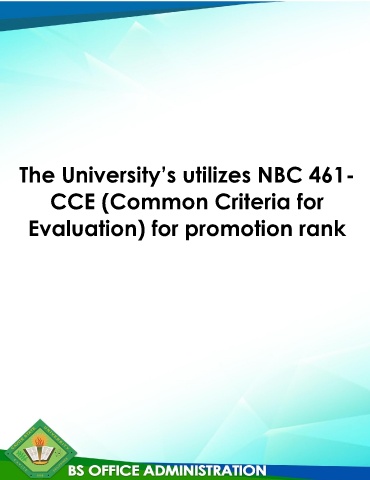 The University's utilizes NBC 461-
CCE (Common Criteria for
Evaluation) for promotion rank
BS OFFICE ADMINISTRATION